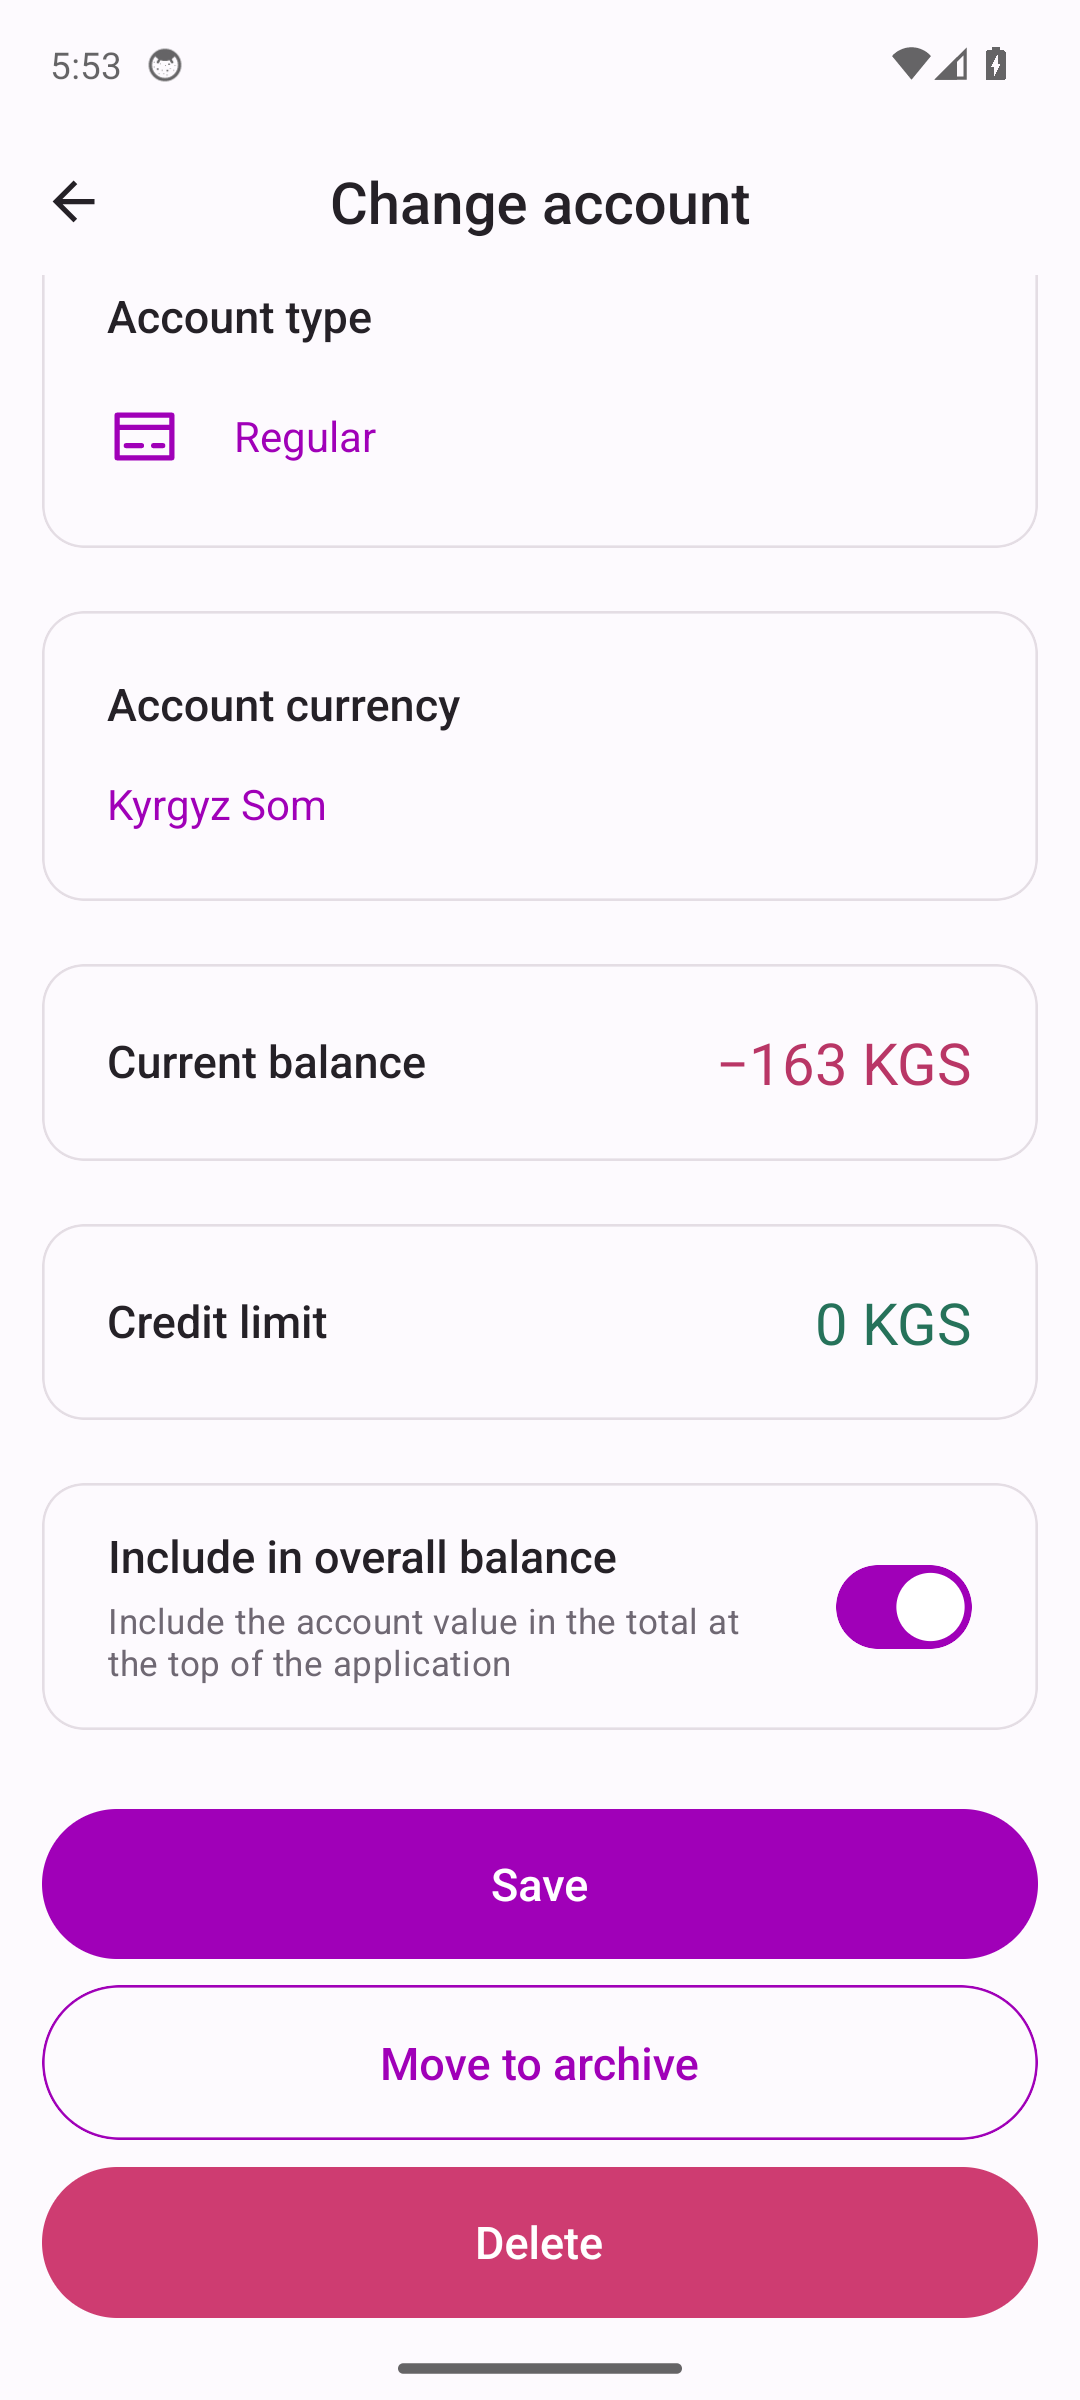 5:53
Change account
Account type
Regular
Account currency
Kyrgyz Som
Current balance
–163 KGS
Credit limit
0 KGS
Include in overall balance
Include the account value in the total at
the top of the application
Save
Move to archive
Delete